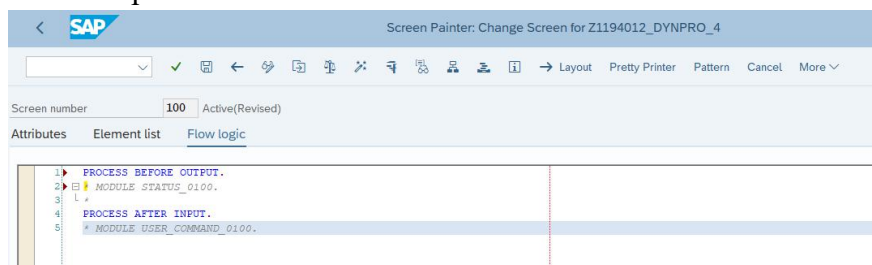 SAP
Screen Painter: Change Screen for Z1194012_DYNPRO_4
→ Layout Pretty Printer Pattern Cancel More
Screen number 100 Active(Revised)
Attributes Element list Flow logic
1 PROCESS BEFORE OUTPUT.
2 * MODULE STATUS_0100.
3 *
4 PROCESS AFTER INPUT.
5 * MODULE USER_COMMAND_0100.